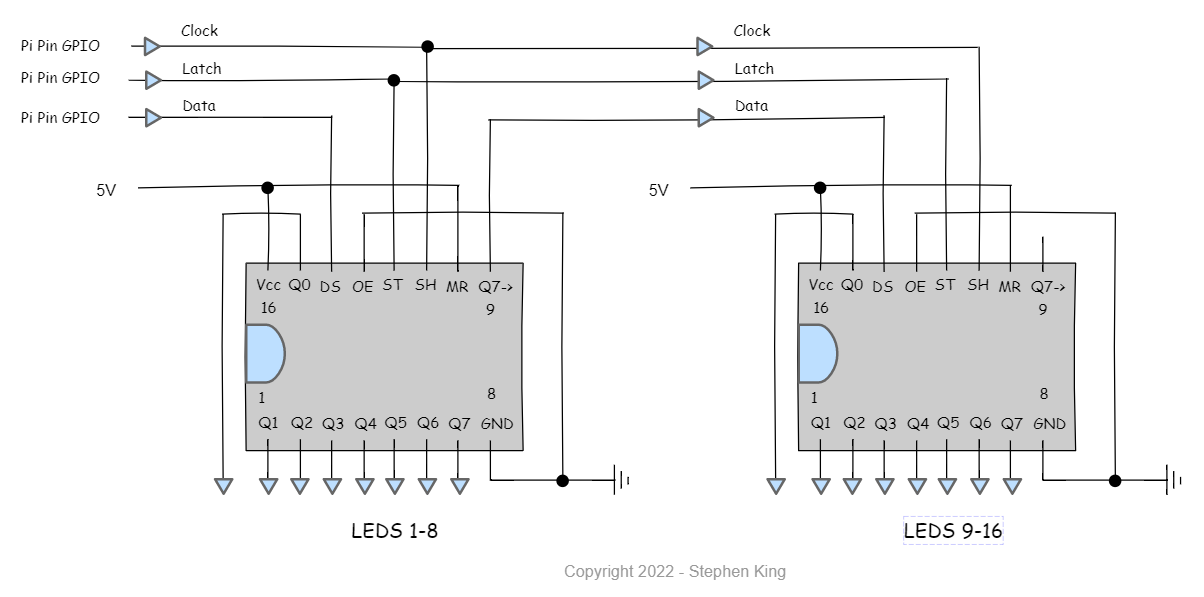 Clock Clock
Pi Pin GPIO
Latch Latch
Pi Pin GPIO
Data Data
Pi Pin GPIO
5V 5V
Vcc Q0 DS OE ST SH MR Q7-> Vcc Q0 DS OE ST SH MR Q7->
16 9 16 9
1 8 1 8
Q1 Q2 Q3 Q4 Q5 Q6 Q7 GND Q1 Q2 Q3 Q4 Q5 Q6 Q7 GND
LEDS 1-8 LEDS 9-16
Copyright 2022 - Stephen King